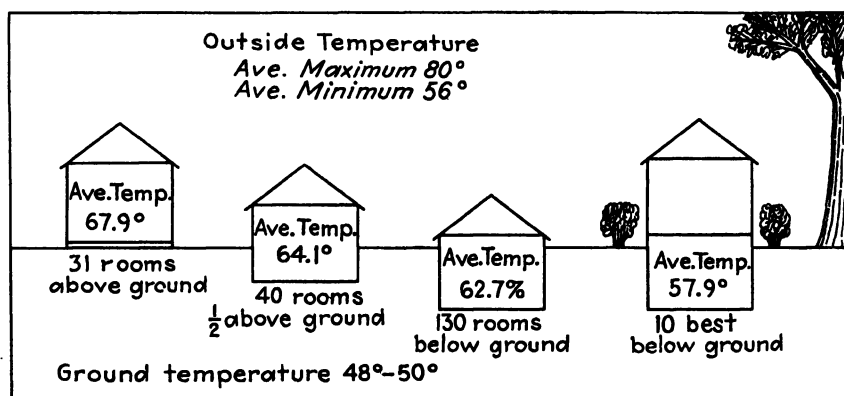 Outside Temperature
Ave. Maximum 80°
Ave. Minimum 56°
Ave. Temp.
67.9°
31 rooms
above ground
Ave. Temp.
64.1°
40 rooms
½ above ground
Ave. Temp.
62.7%
130 rooms
below ground
Ave. Temp.
57.9°
10 best
below ground
Ground temperature 48°-50°